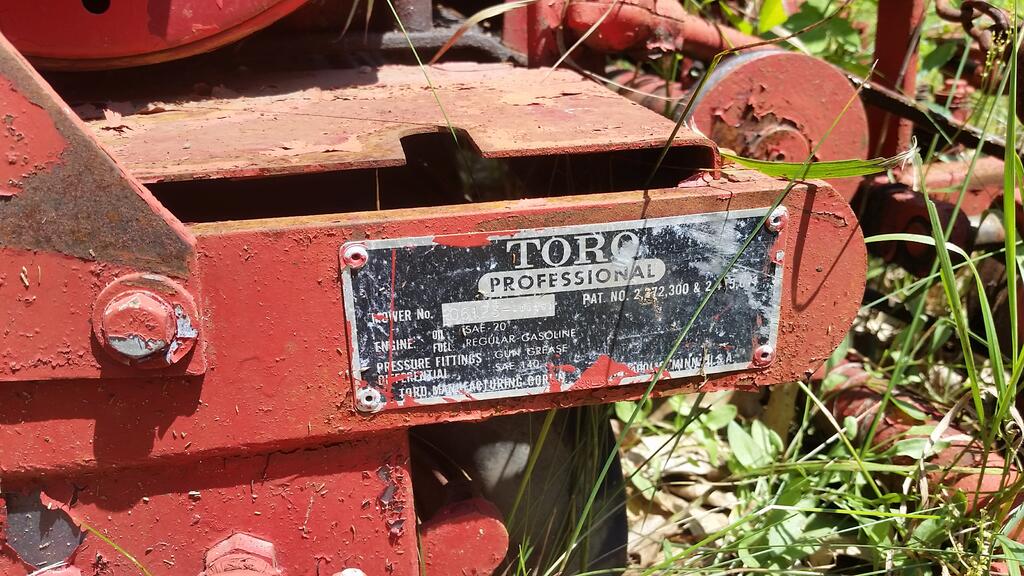 TORO
PROFESSIONAL
PAT. NO. 2,272,300 &
MOWER No.
ENGINE: OIL SAE 20
FUEL REGULAR GASOLINE
PRESSURE FITTINGS GUN GREASE
SAE 140
TORO MANUFACTURING U.S.A.